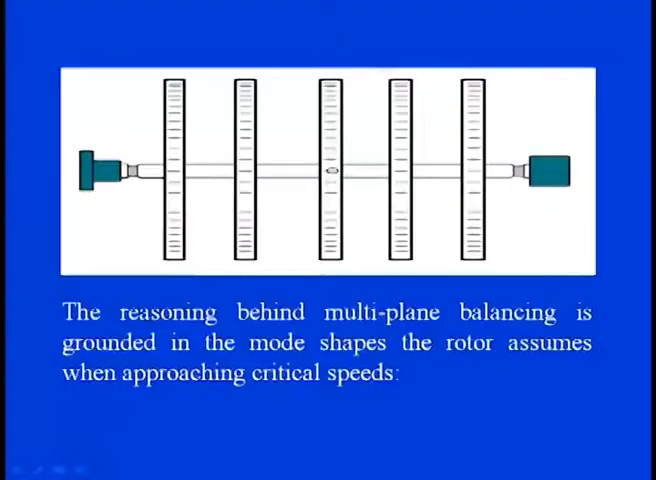 The reasoning behind multi-plane balancing is
grounded in the mode shapes the rotor assumes
when approaching critical speeds: